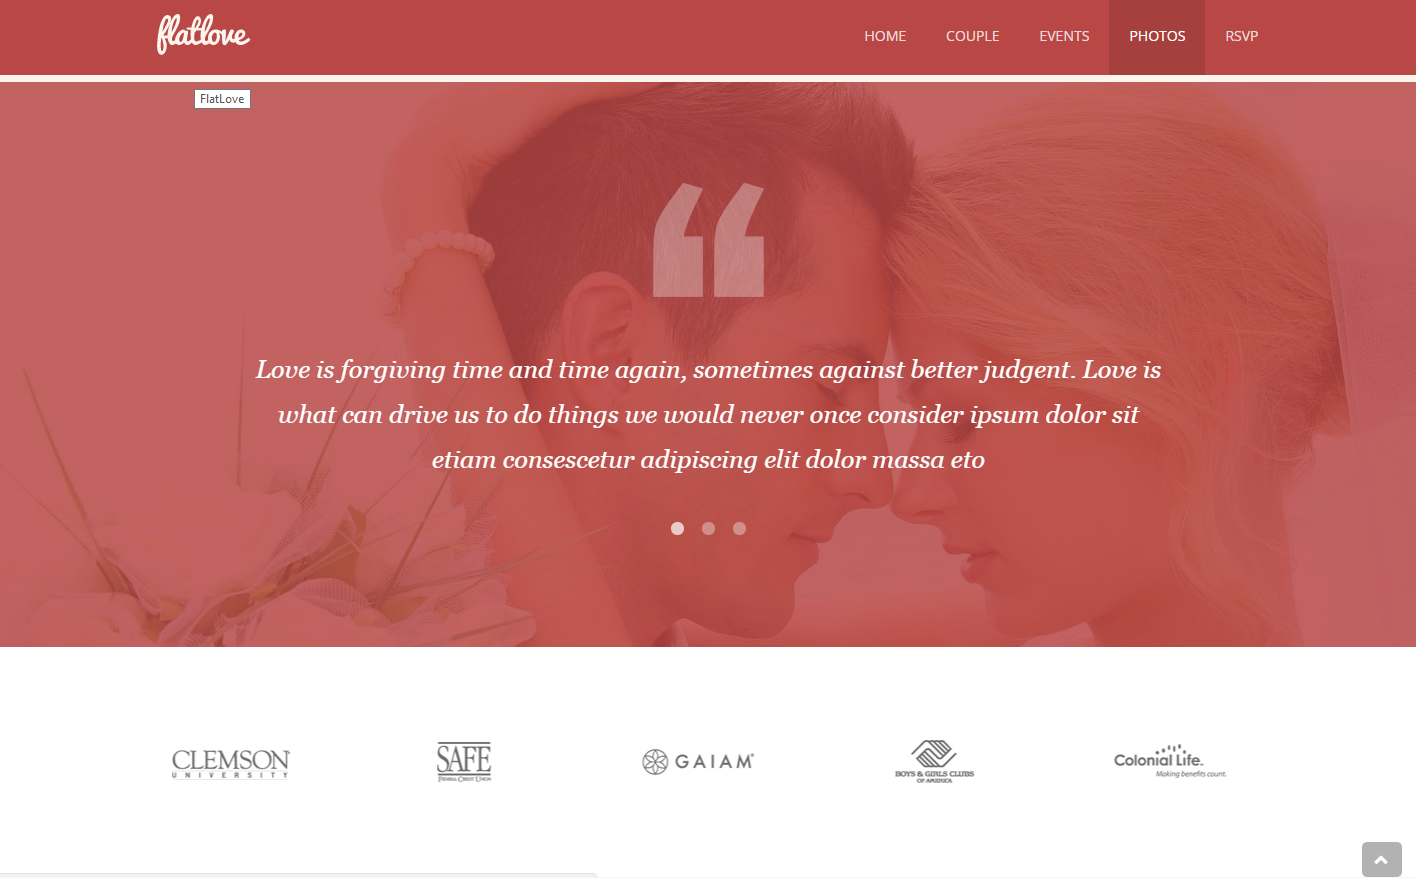 flatlove
HOME COUPLE EVENTS PHOTOS RSVP
FlatLove
“
Love is forgiving time and time again, sometimes against better judgent. Love is
what can drive us to do things we would never once consider ipsum dolor sit
etiam consescetur adipiscing elit dolor massa eto
CLEMSON
UNIVERSITY
SAFE
FEDERAL CREDIT UNION
GAIAM
BOYS & GIRLS CLUBS
OF AMERICA
Colonial Life
Making benefits count.